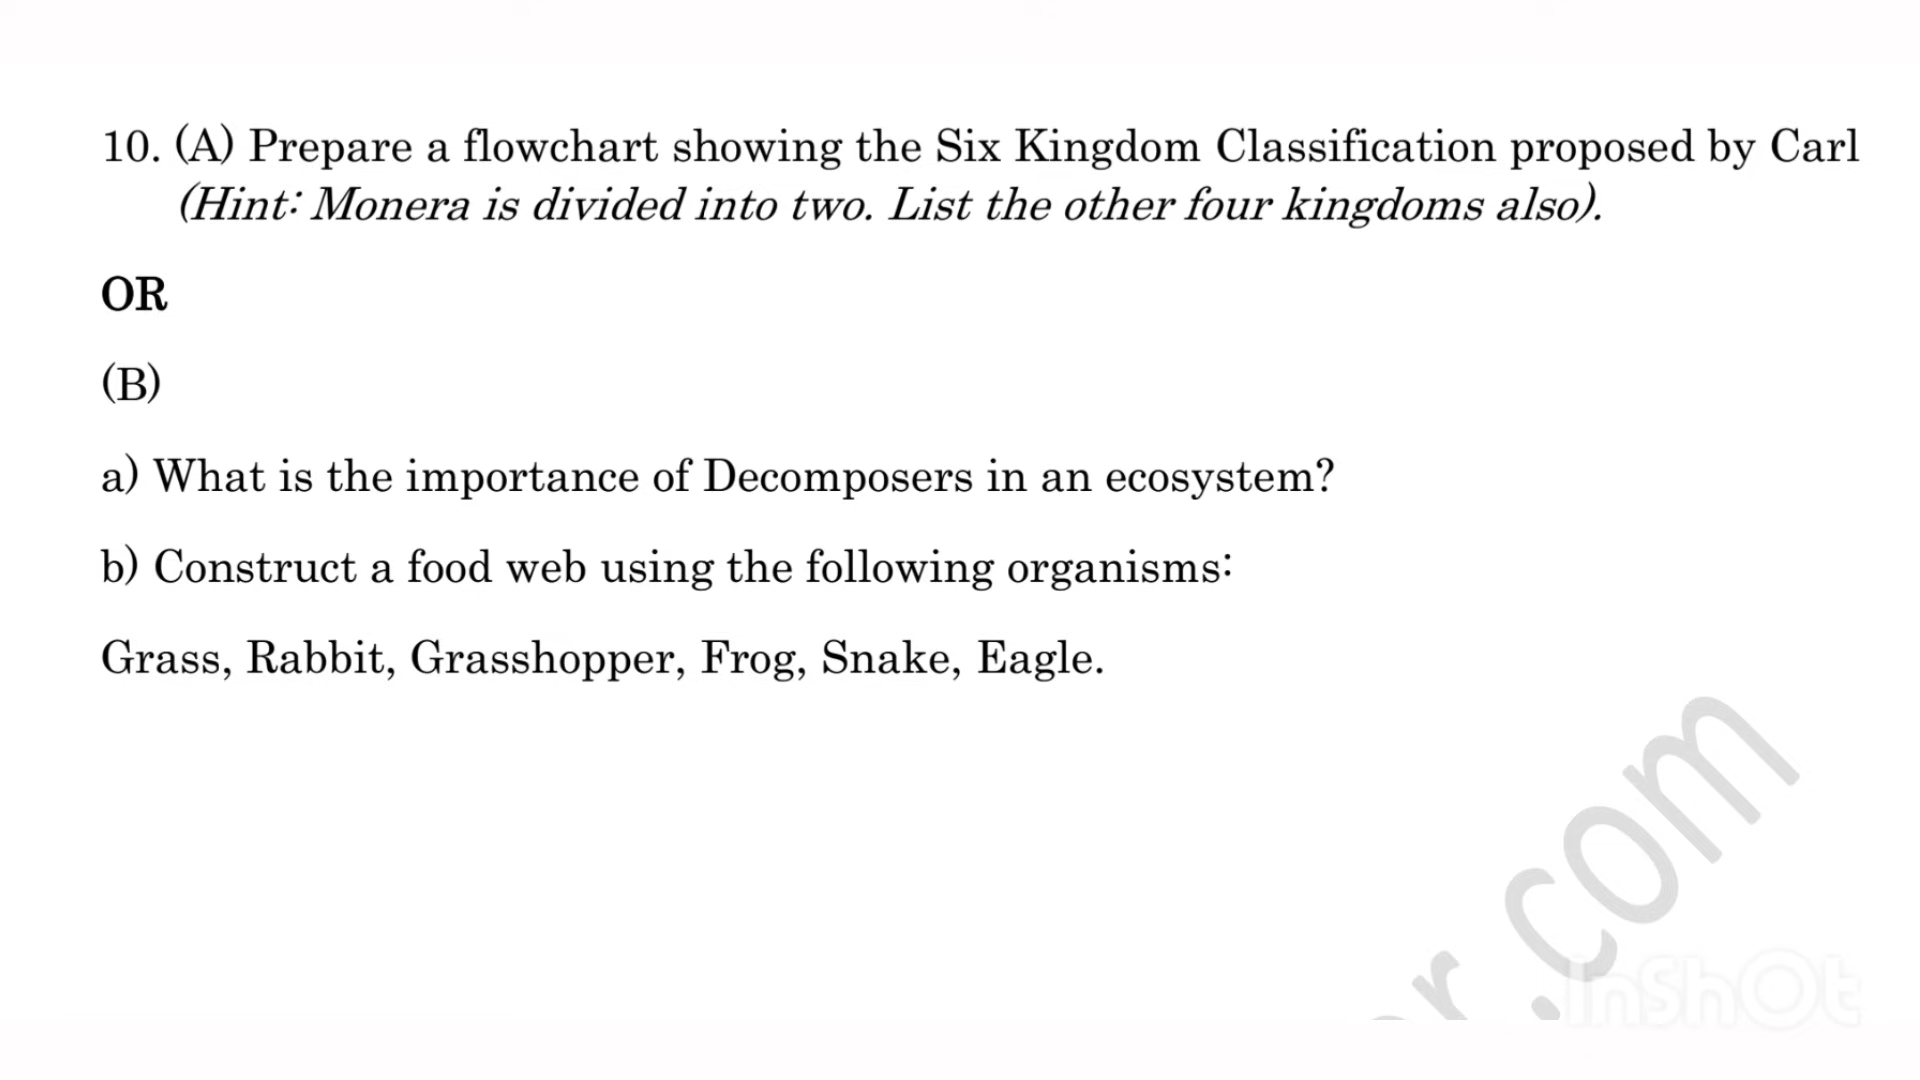 10. (A) Prepare a flowchart showing the Six Kingdom Classification proposed by Carl
(Hint: Monera is divided into two. List the other four kingdoms also).
OR
(B)
a) What is the importance of Decomposers in an ecosystem?
b) Construct a food web using the following organisms:
Grass, Rabbit, Grasshopper, Frog, Snake, Eagle.
r.com
InShOt